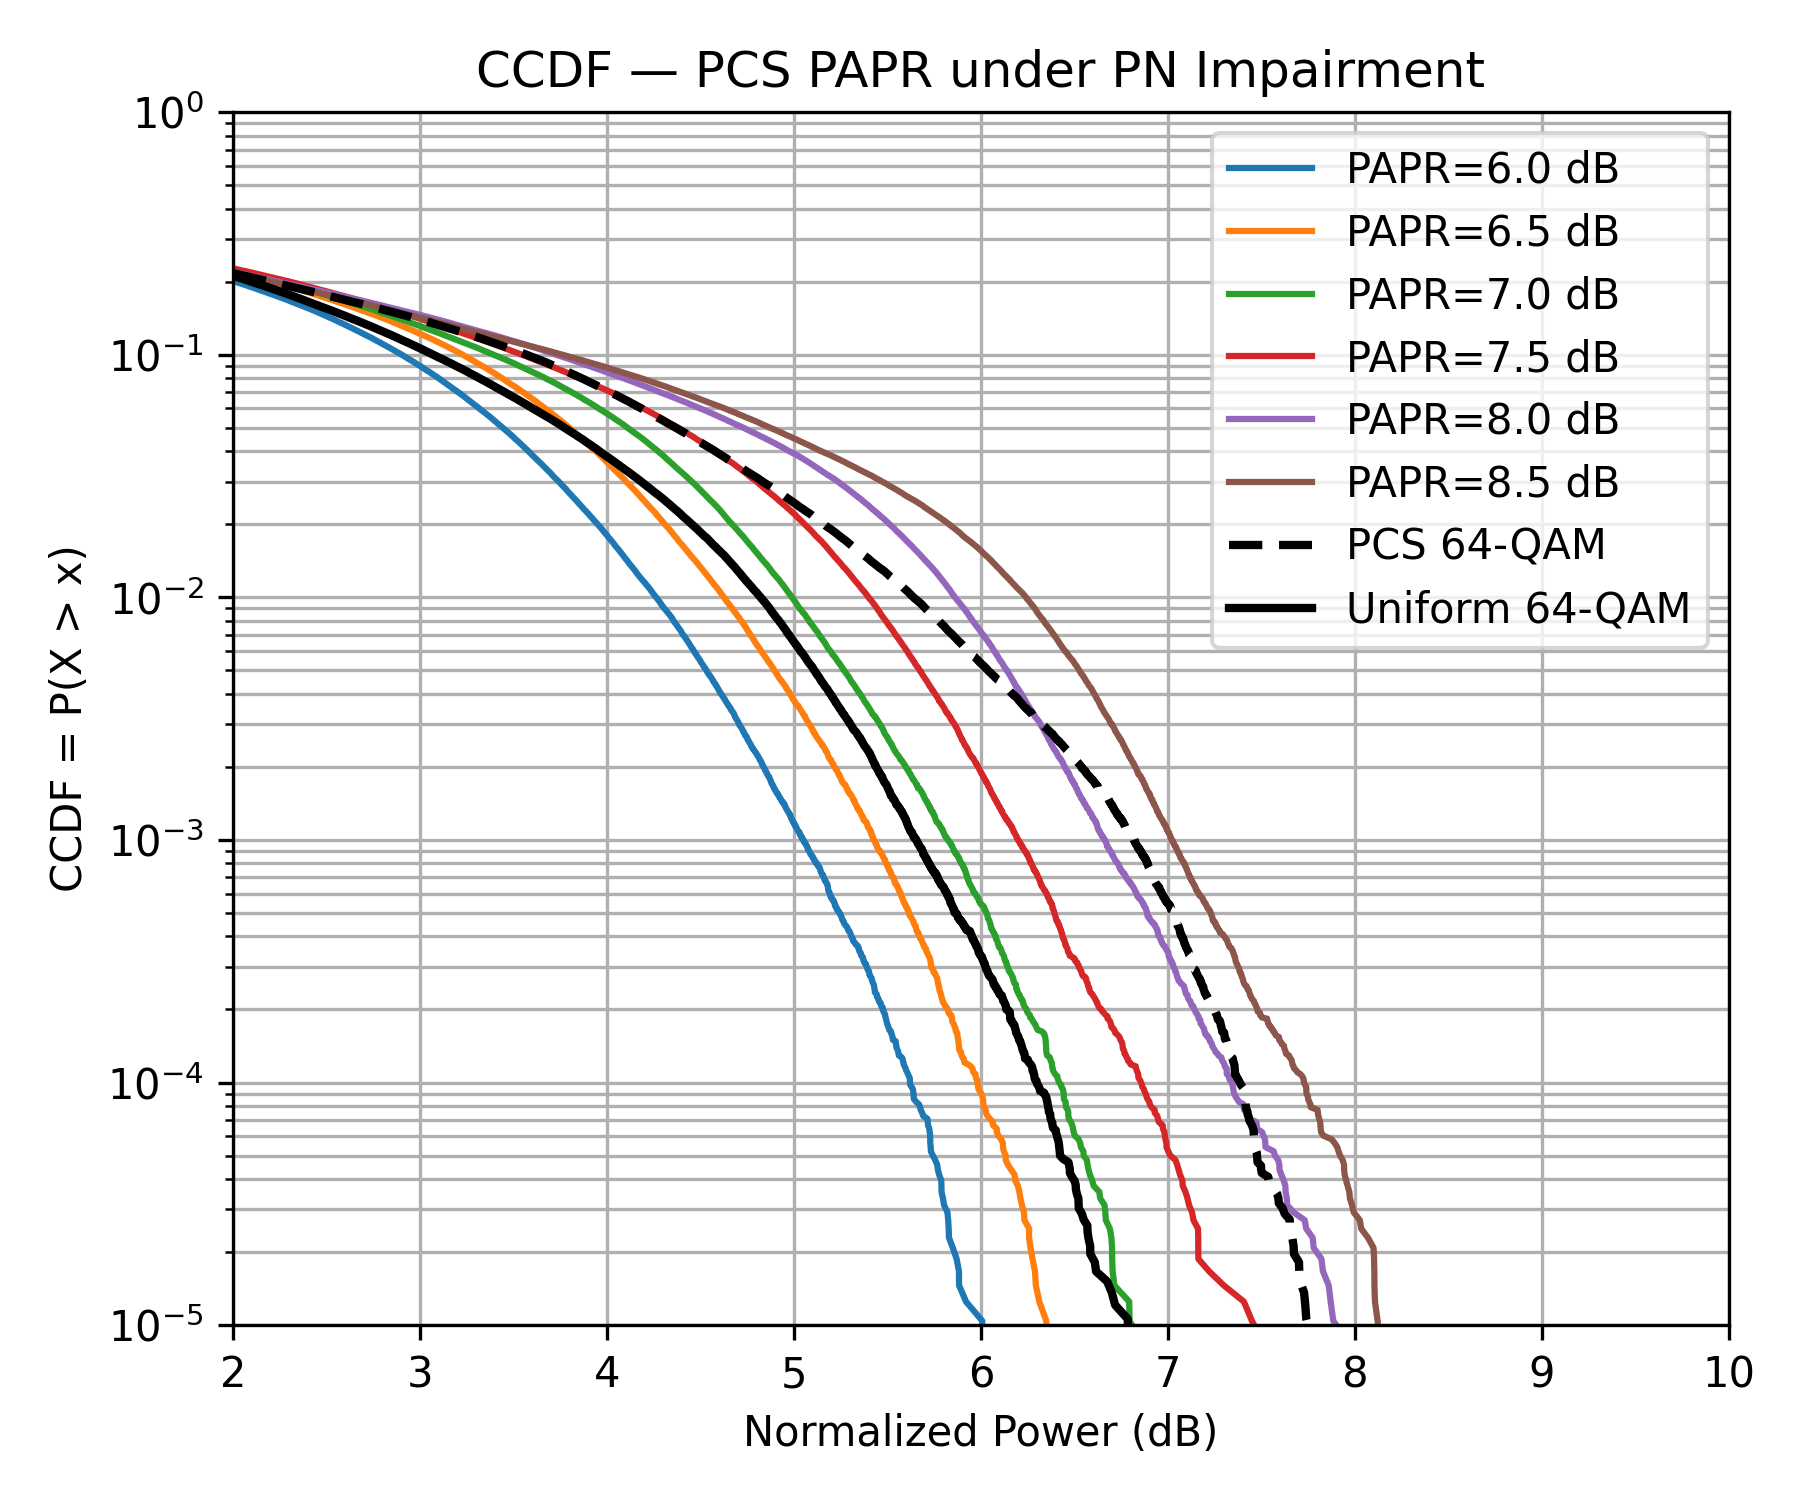 CCDF — PCS PAPR under PN Impairment
10⁰
10⁻¹
10⁻²
10⁻³
10⁻⁴
10⁻⁵
CCDF = P(X > x)
PAPR=6.0 dB
PAPR=6.5 dB
PAPR=7.0 dB
PAPR=7.5 dB
PAPR=8.0 dB
PAPR=8.5 dB
PCS 64-QAM
Uniform 64-QAM
2 3 4 5 6 7 8 9 10
Normalized Power (dB)